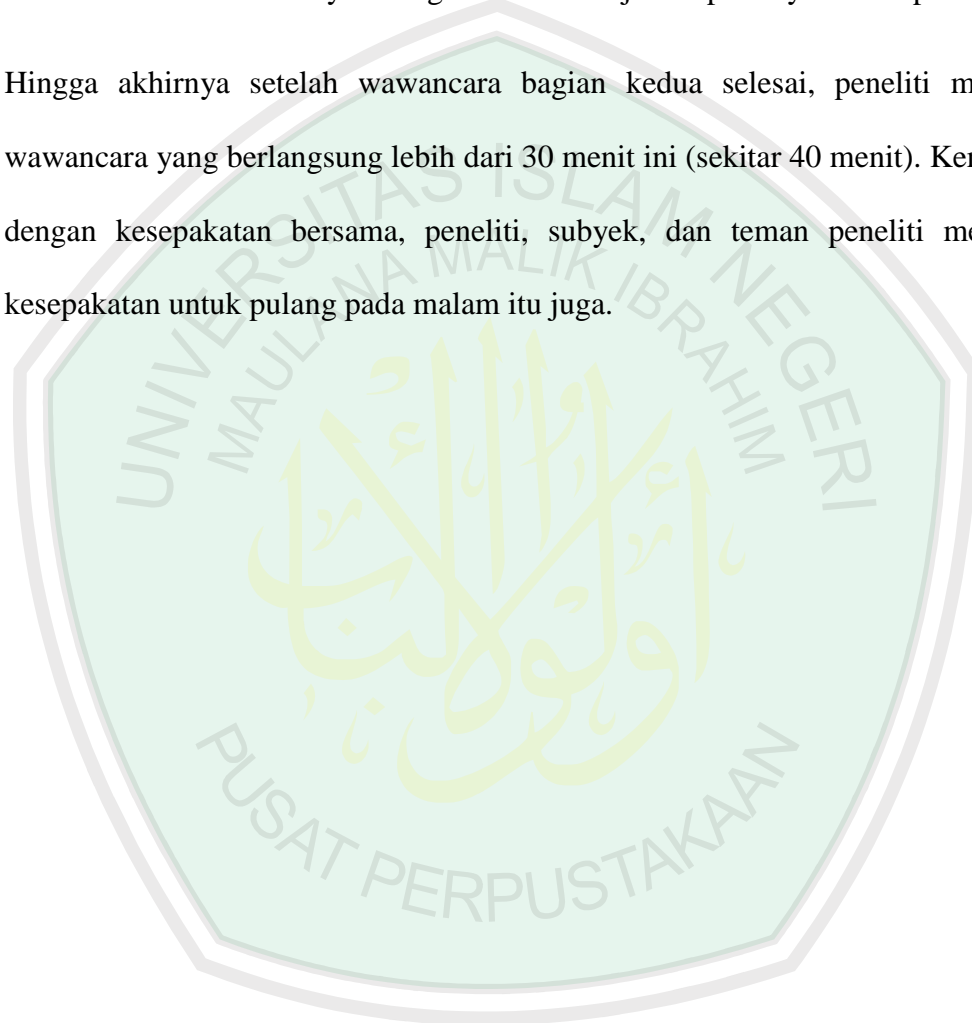 Hingga akhirnya setelah wawancara bagian kedua selesai, peneliti
wawancara yang berlangsung lebih dari 30 menit ini (sekitar 40 menit).
dengan kesepakatan bersama, peneliti, subyek, dan teman peneliti
kesepakatan untuk pulang pada malam itu juga.
UNIVERSITAS ISLAM NEGERI
MAULANA MALIK IBRAHIM
PUSAT PERPUSTAKAAN